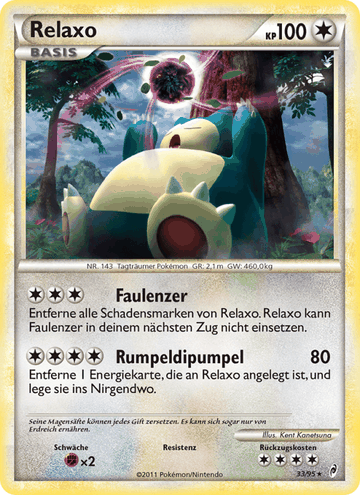 Relaxo
KP100
BASIS
NR. 143 Tagträumer Pokémon GR: 2,1 m GW: 460,0kg
Faulenzer
Entferne alle Schadensmarken von Relaxo. Relaxo kann
Faulenzer in deinem nächsten Zug nicht einsetzen.
Rumpeldipumpel 80
Entferne 1 Energiekarte, die an Relaxo angelegt ist, und
lege sie ins Nirgendwo.
Seine Magensäfte können jedes Gift zersetzen. Es kann sich sogar von
Erdreich ernähren.
Illus. Kent Kanetsuna
Schwäche Resistenz Rückzugskosten
×2
©2011 Pokémon/Nintendo
33/95★